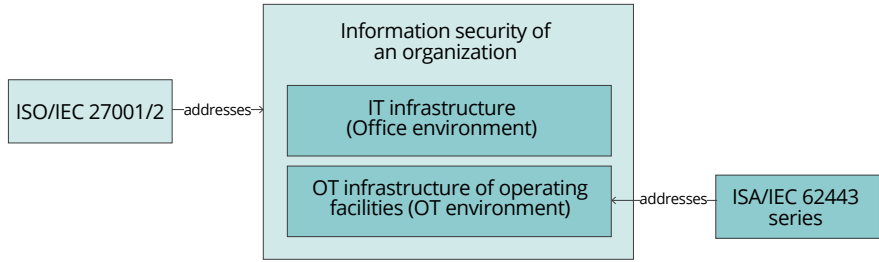 Information security of
an organization
ISO/IEC 27001/2
addresses
IT infrastructure
(Office environment)
OT infrastructure of operating
facilities (OT environment)
addresses
ISA/IEC 62443
series